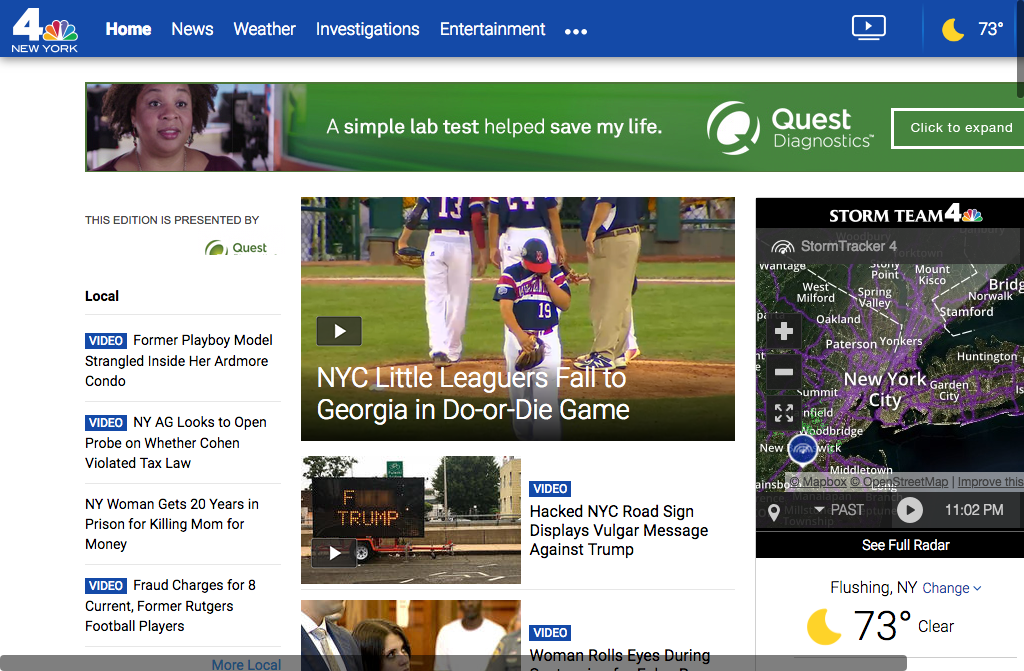 4
NEW YORK
Home News Weather Investigations Entertainment
73°
A simple lab test helped save my life.
Quest
Diagnostics™
Click to expand
THIS EDITION IS PRESENTED BY
Quest
Local
VIDEO Former Playboy Model
Strangled Inside Her Ardmore
Condo
VIDEO NY AG Looks to Open
Probe on Whether Cohen
Violated Tax Law
NY Woman Gets 20 Years in
Prison for Killing Mom for
Money
VIDEO Fraud Charges for 8
Current, Former Rutgers
Football Players
More Local
13
19
NYC Little Leaguers Fall to
Georgia in Do-or-Die Game
F
TRUMP
VIDEO
Hacked NYC Road Sign
Displays Vulgar Message
Against Trump
VIDEO
Woman Rolls Eyes During
STORM TEAM 4
StormTracker 4
Wantage
Stony
Point
Mount
Kisco
West
Milford
Spring
Valley
Norwalk
Stamford
Oakland
Paterson
Yonkers
Huntington
New York
City
Garden
City
Summit
Woodbridge
Middletown
© Mapbox © OpenStreetMap | Improve this
PAST
11:02 PM
See Full Radar
Flushing, NY Change
73° Clear